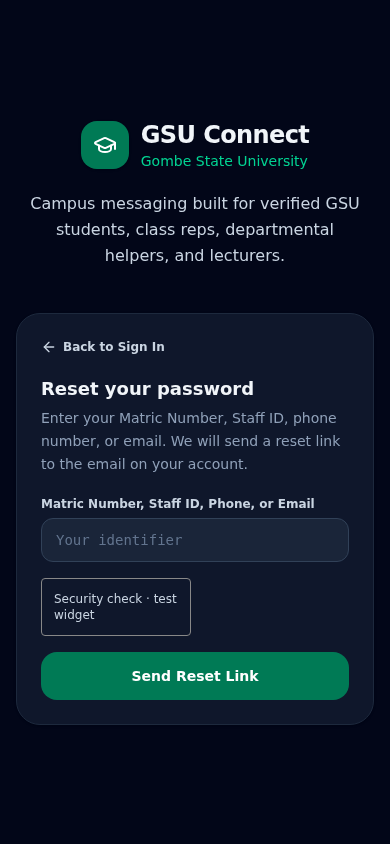 GSU Connect
Gombe State University
Campus messaging built for verified GSU
students, class reps, departmental
helpers, and lecturers.
Back to Sign In
Reset your password
Enter your Matric Number, Staff ID, phone
number, or email. We will send a reset link
to the email on your account.
Matric Number, Staff ID, Phone, or Email
Your identifier
Security check · test
widget
Send Reset Link